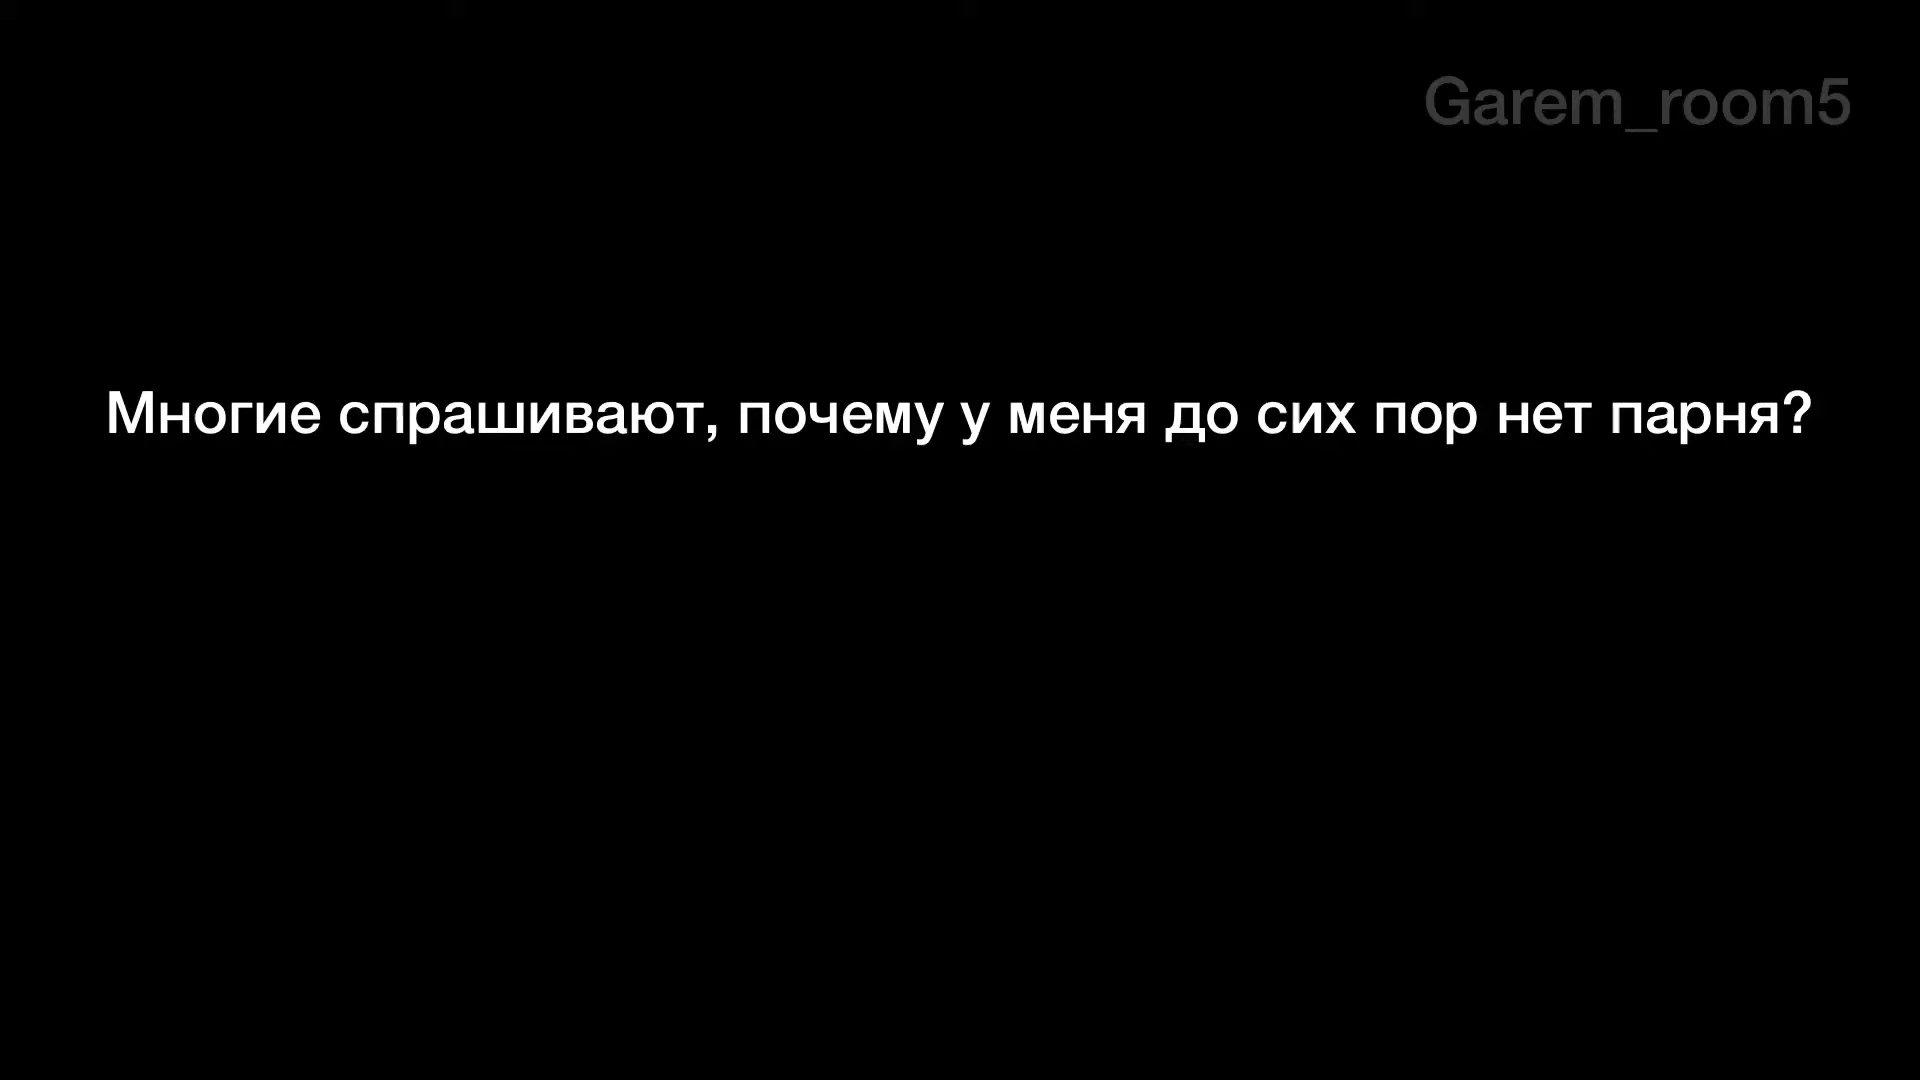 Garem_room5
Многие спрашивают, почему у меня до сих пор нет парня?